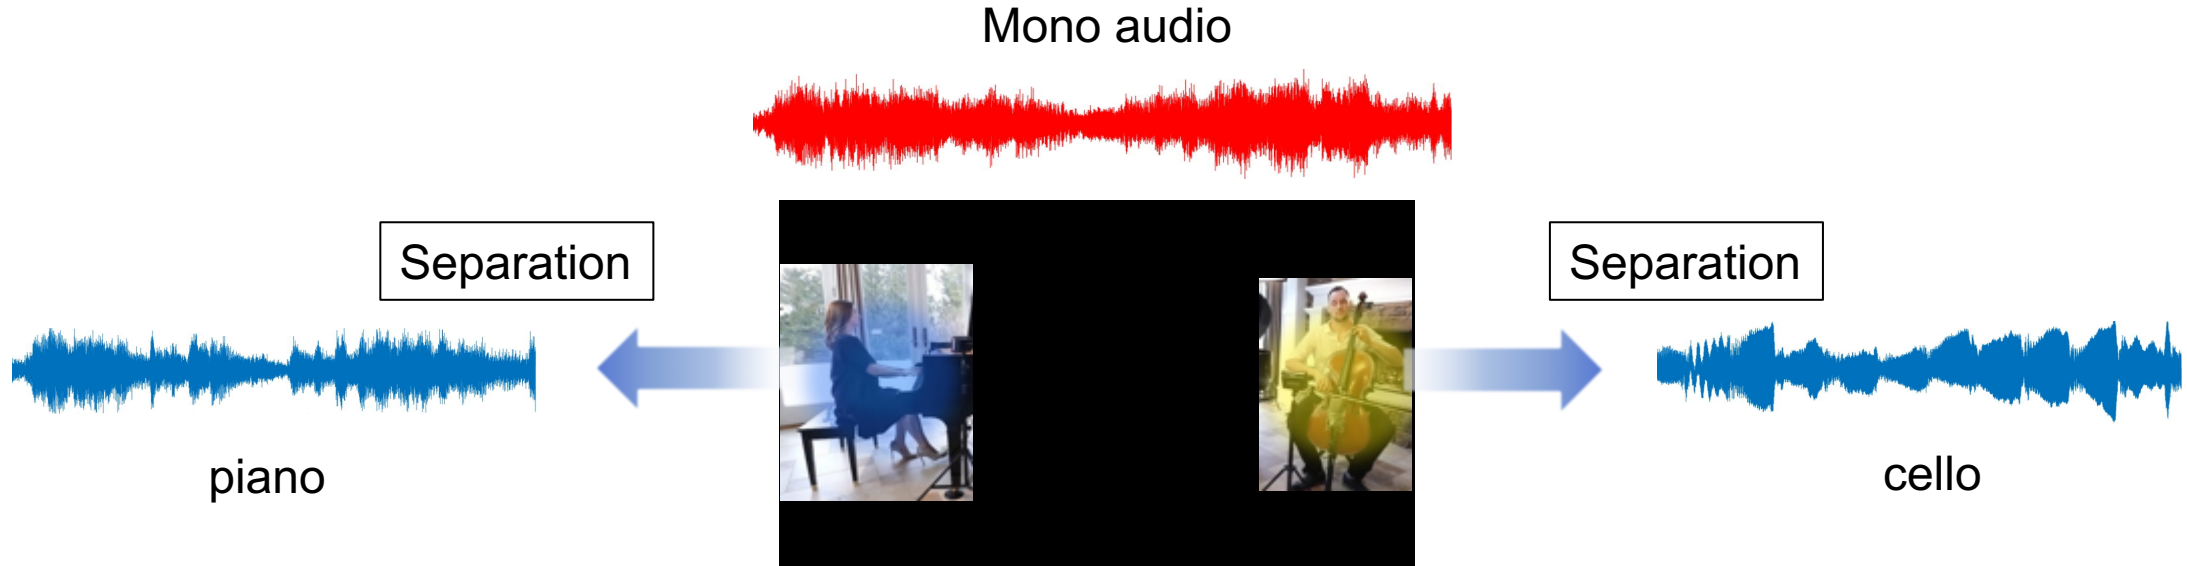 Mono audio
Separation
Separation
piano
cello